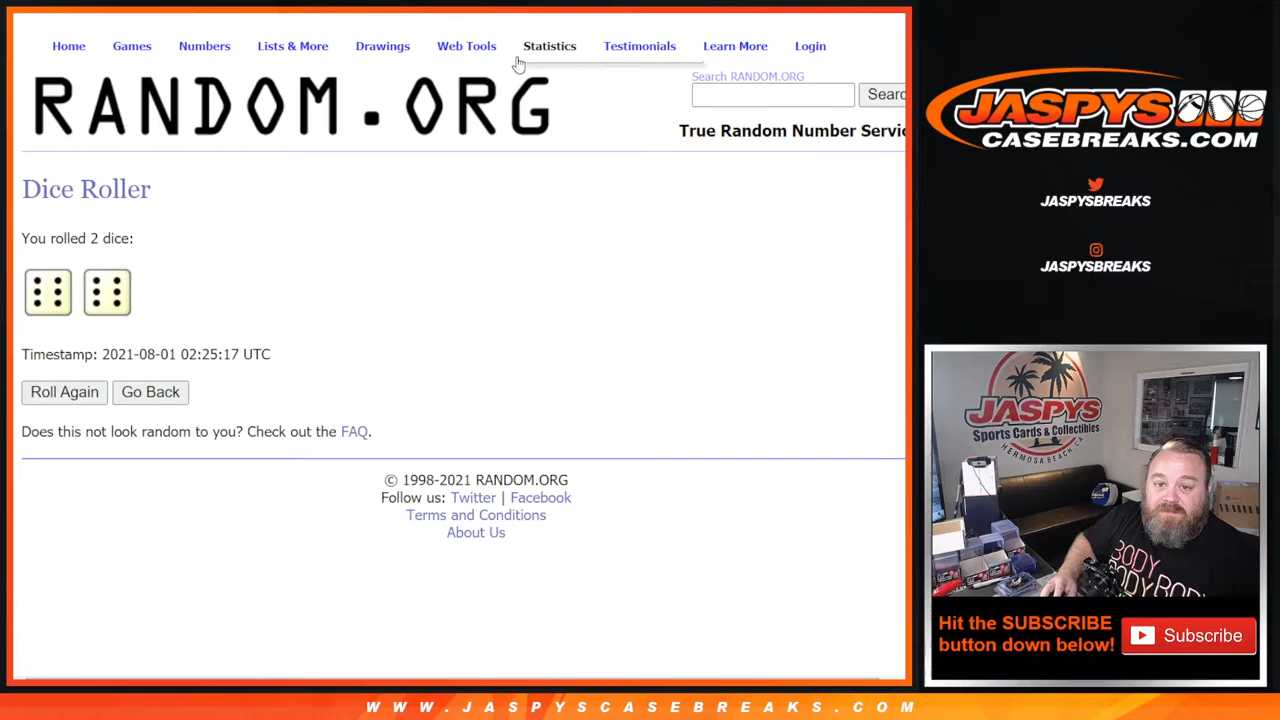 Home Games Numbers Lists & More Drawings Web Tools Statistics Testimonials Learn More Login
RANDOM.ORG
Search RANDOM.ORG
Searc
True Random Number Servic
Dice Roller
You rolled 2 dice:
Timestamp: 2021-08-01 02:25:17 UTC
Roll Again Go Back
Does this not look random to you? Check out the FAQ.
© 1998-2021 RANDOM.ORG
Follow us: Twitter | Facebook
Terms and Conditions
About Us
JASPYS
CASEBREAKS.COM
JASPYSBREAKS
JASPYSBREAKS
JASPYS
Sports Cards & Collectibles
HERMOSA BEACH, CA
BODY
BODY BODY
Hit the SUBSCRIBE
button down below!
Subscribe
WWW.JASPYSCASEBREAKS.COM